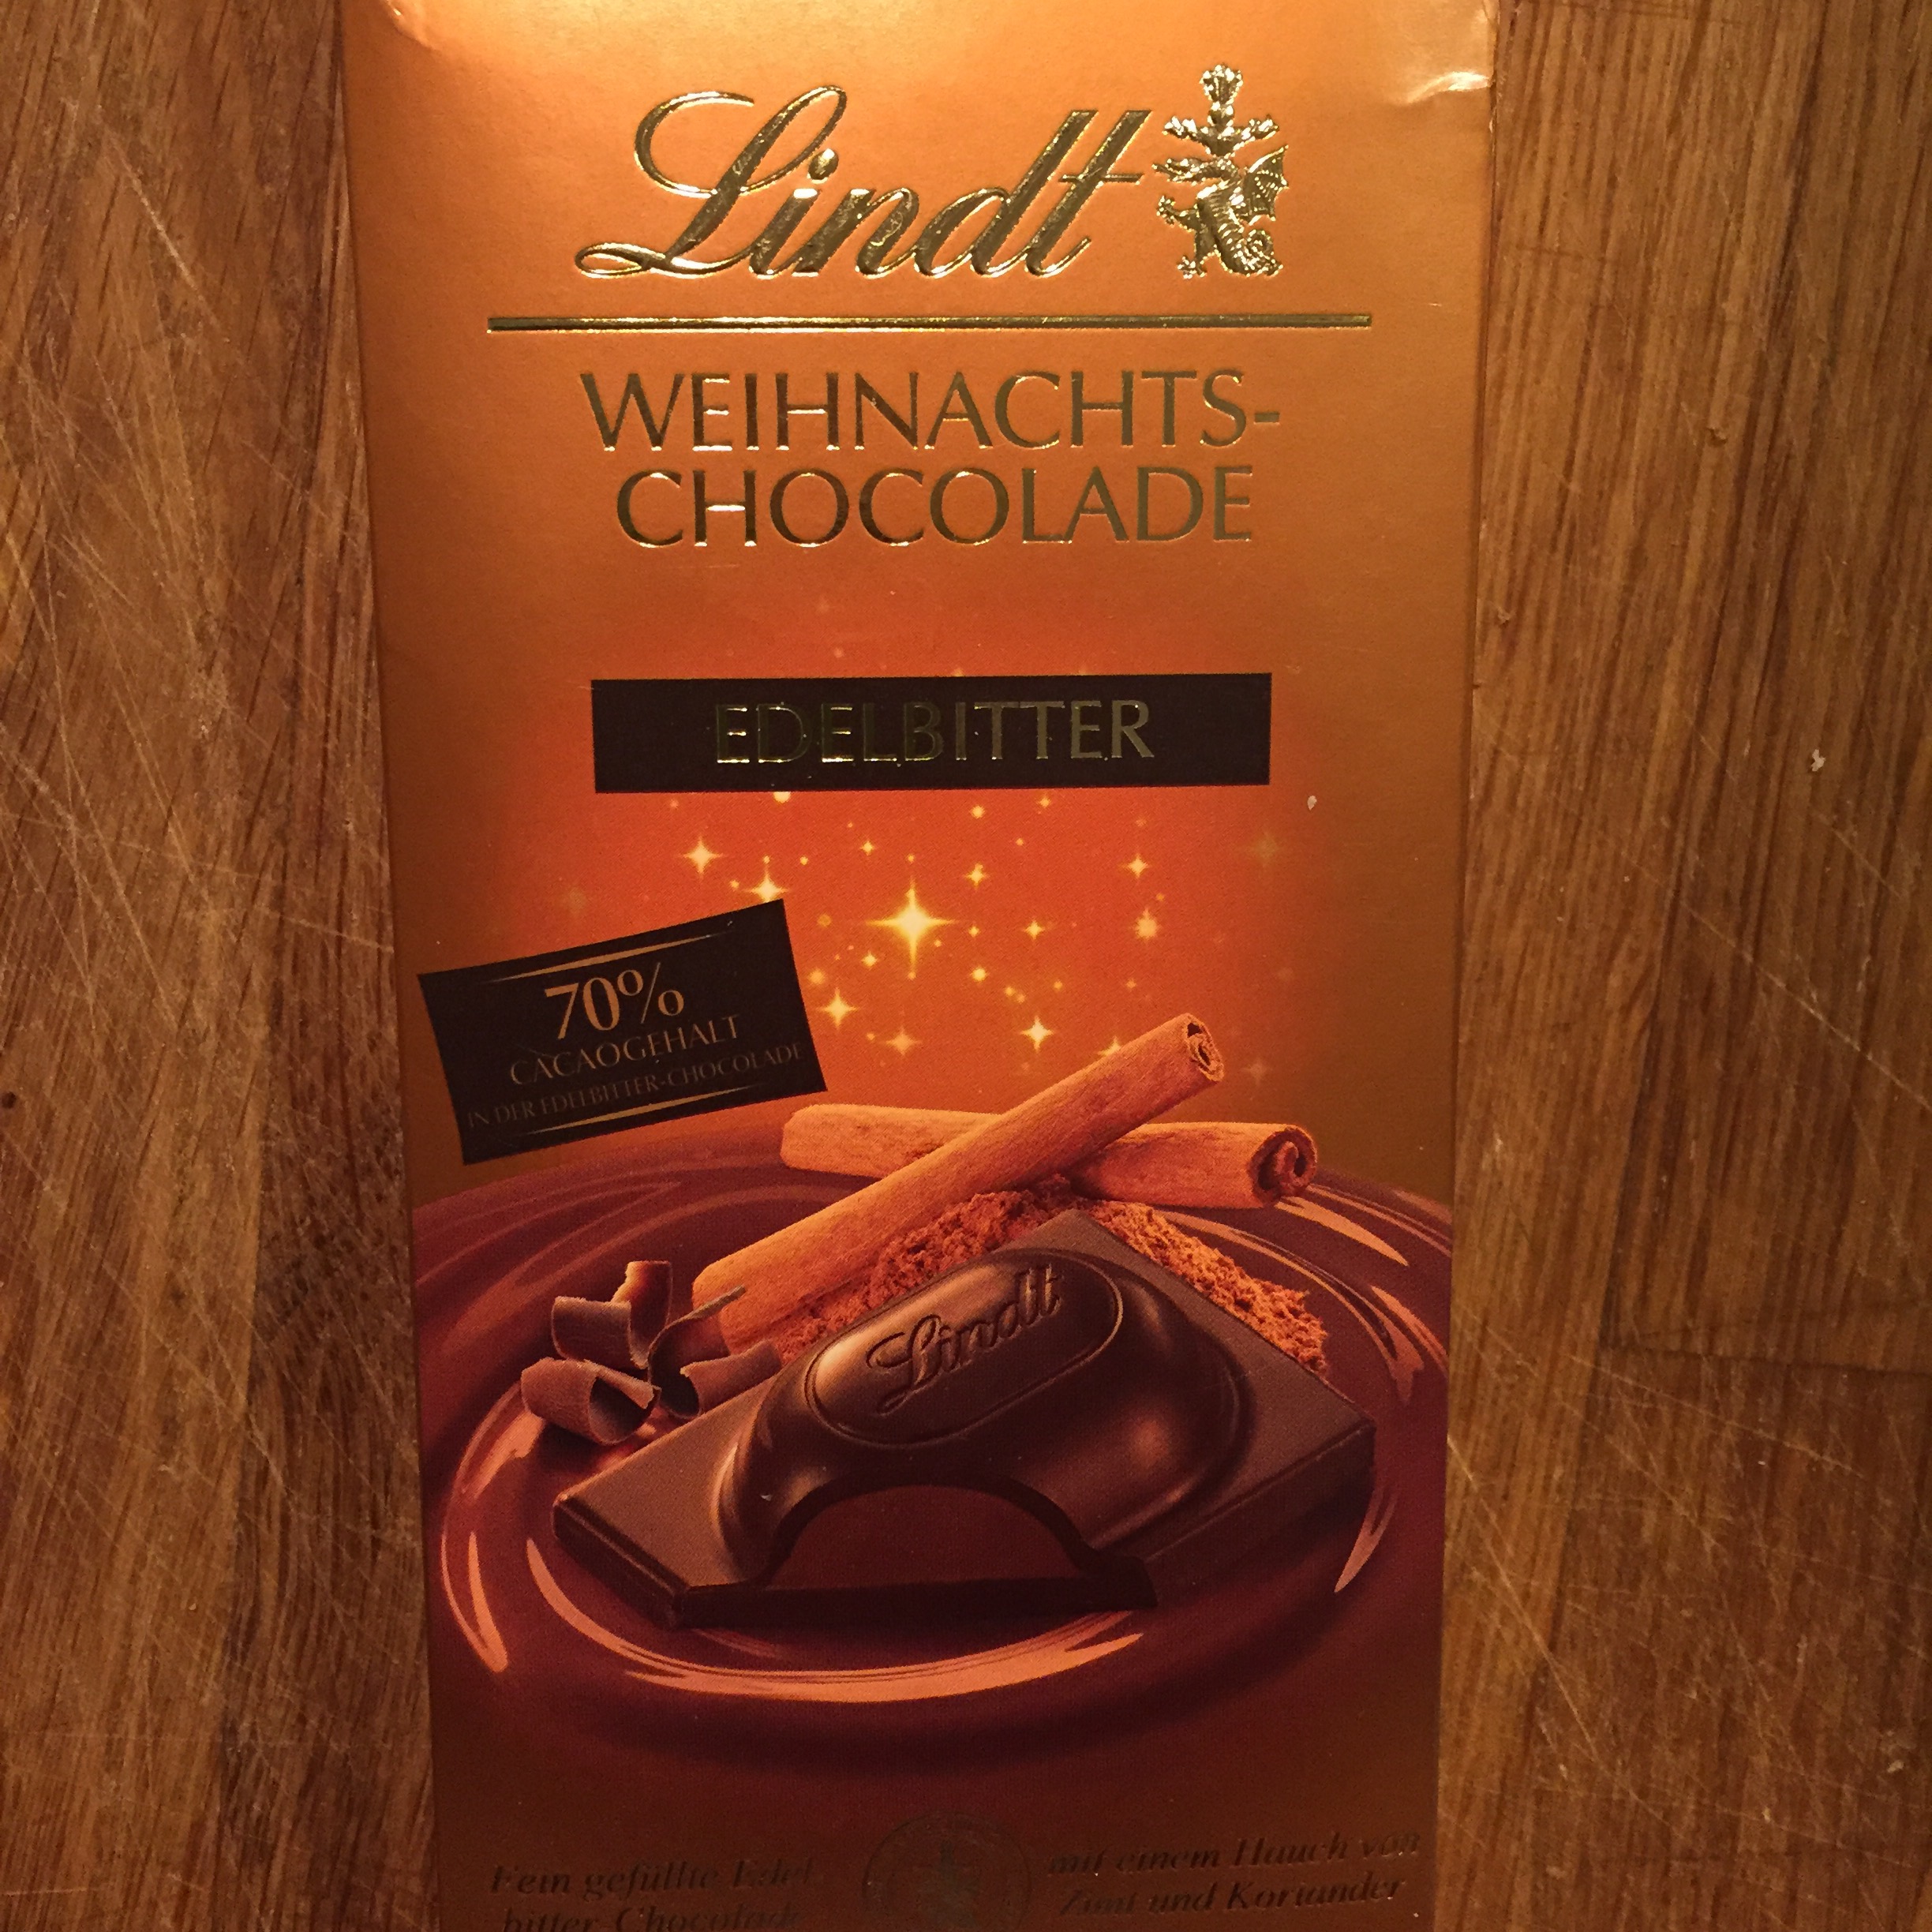 Lindt
WEIHNACHTS-
CHOCOLADE
EDELBITTER
70%
CACAOGEHALT
IN DER EDELBITTER-CHOCOLADE
Lindt
Fein gefüllte Edel
bitter Chocolade
mit einem Hauch von
Zimt und Koriander